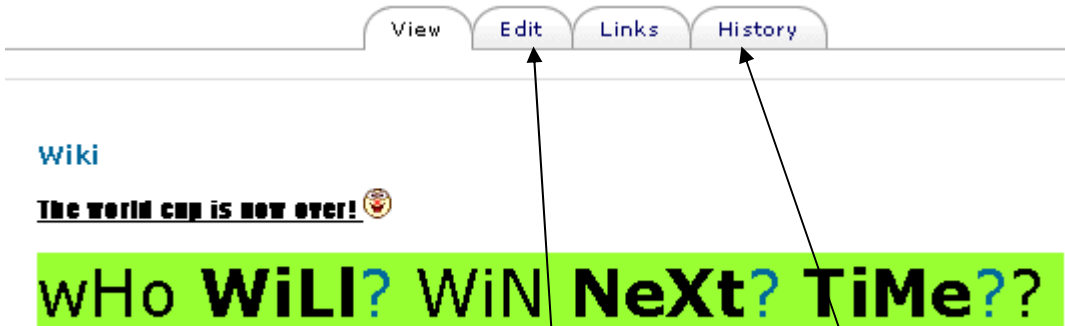 View Edit Links History
Wiki
The world cup is now over!
wHo WiLl? WiN NeXt? TiMe??